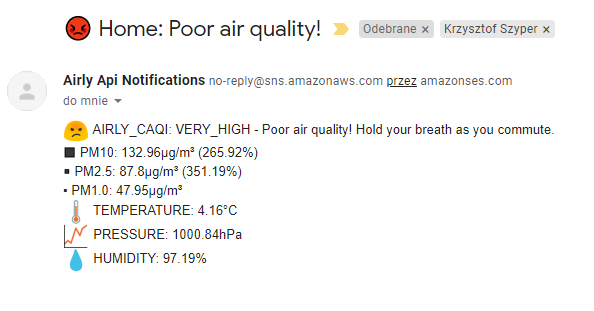 Home: Poor air quality!
Odebrane ×
Krzysztof Szyper ×
Airly Api Notifications no-reply@sns.amazonaws.com przez amazonses.com
do mnie
AIRLY_CAQI: VERY_HIGH - Poor air quality! Hold your breath as you commute.
PM10: 132.96µg/m³ (265.92%)
PM2.5: 87.8µg/m³ (351.19%)
PM1.0: 47.95µg/m³
TEMPERATURE: 4.16°C
PRESSURE: 1000.84hPa
HUMIDITY: 97.19%